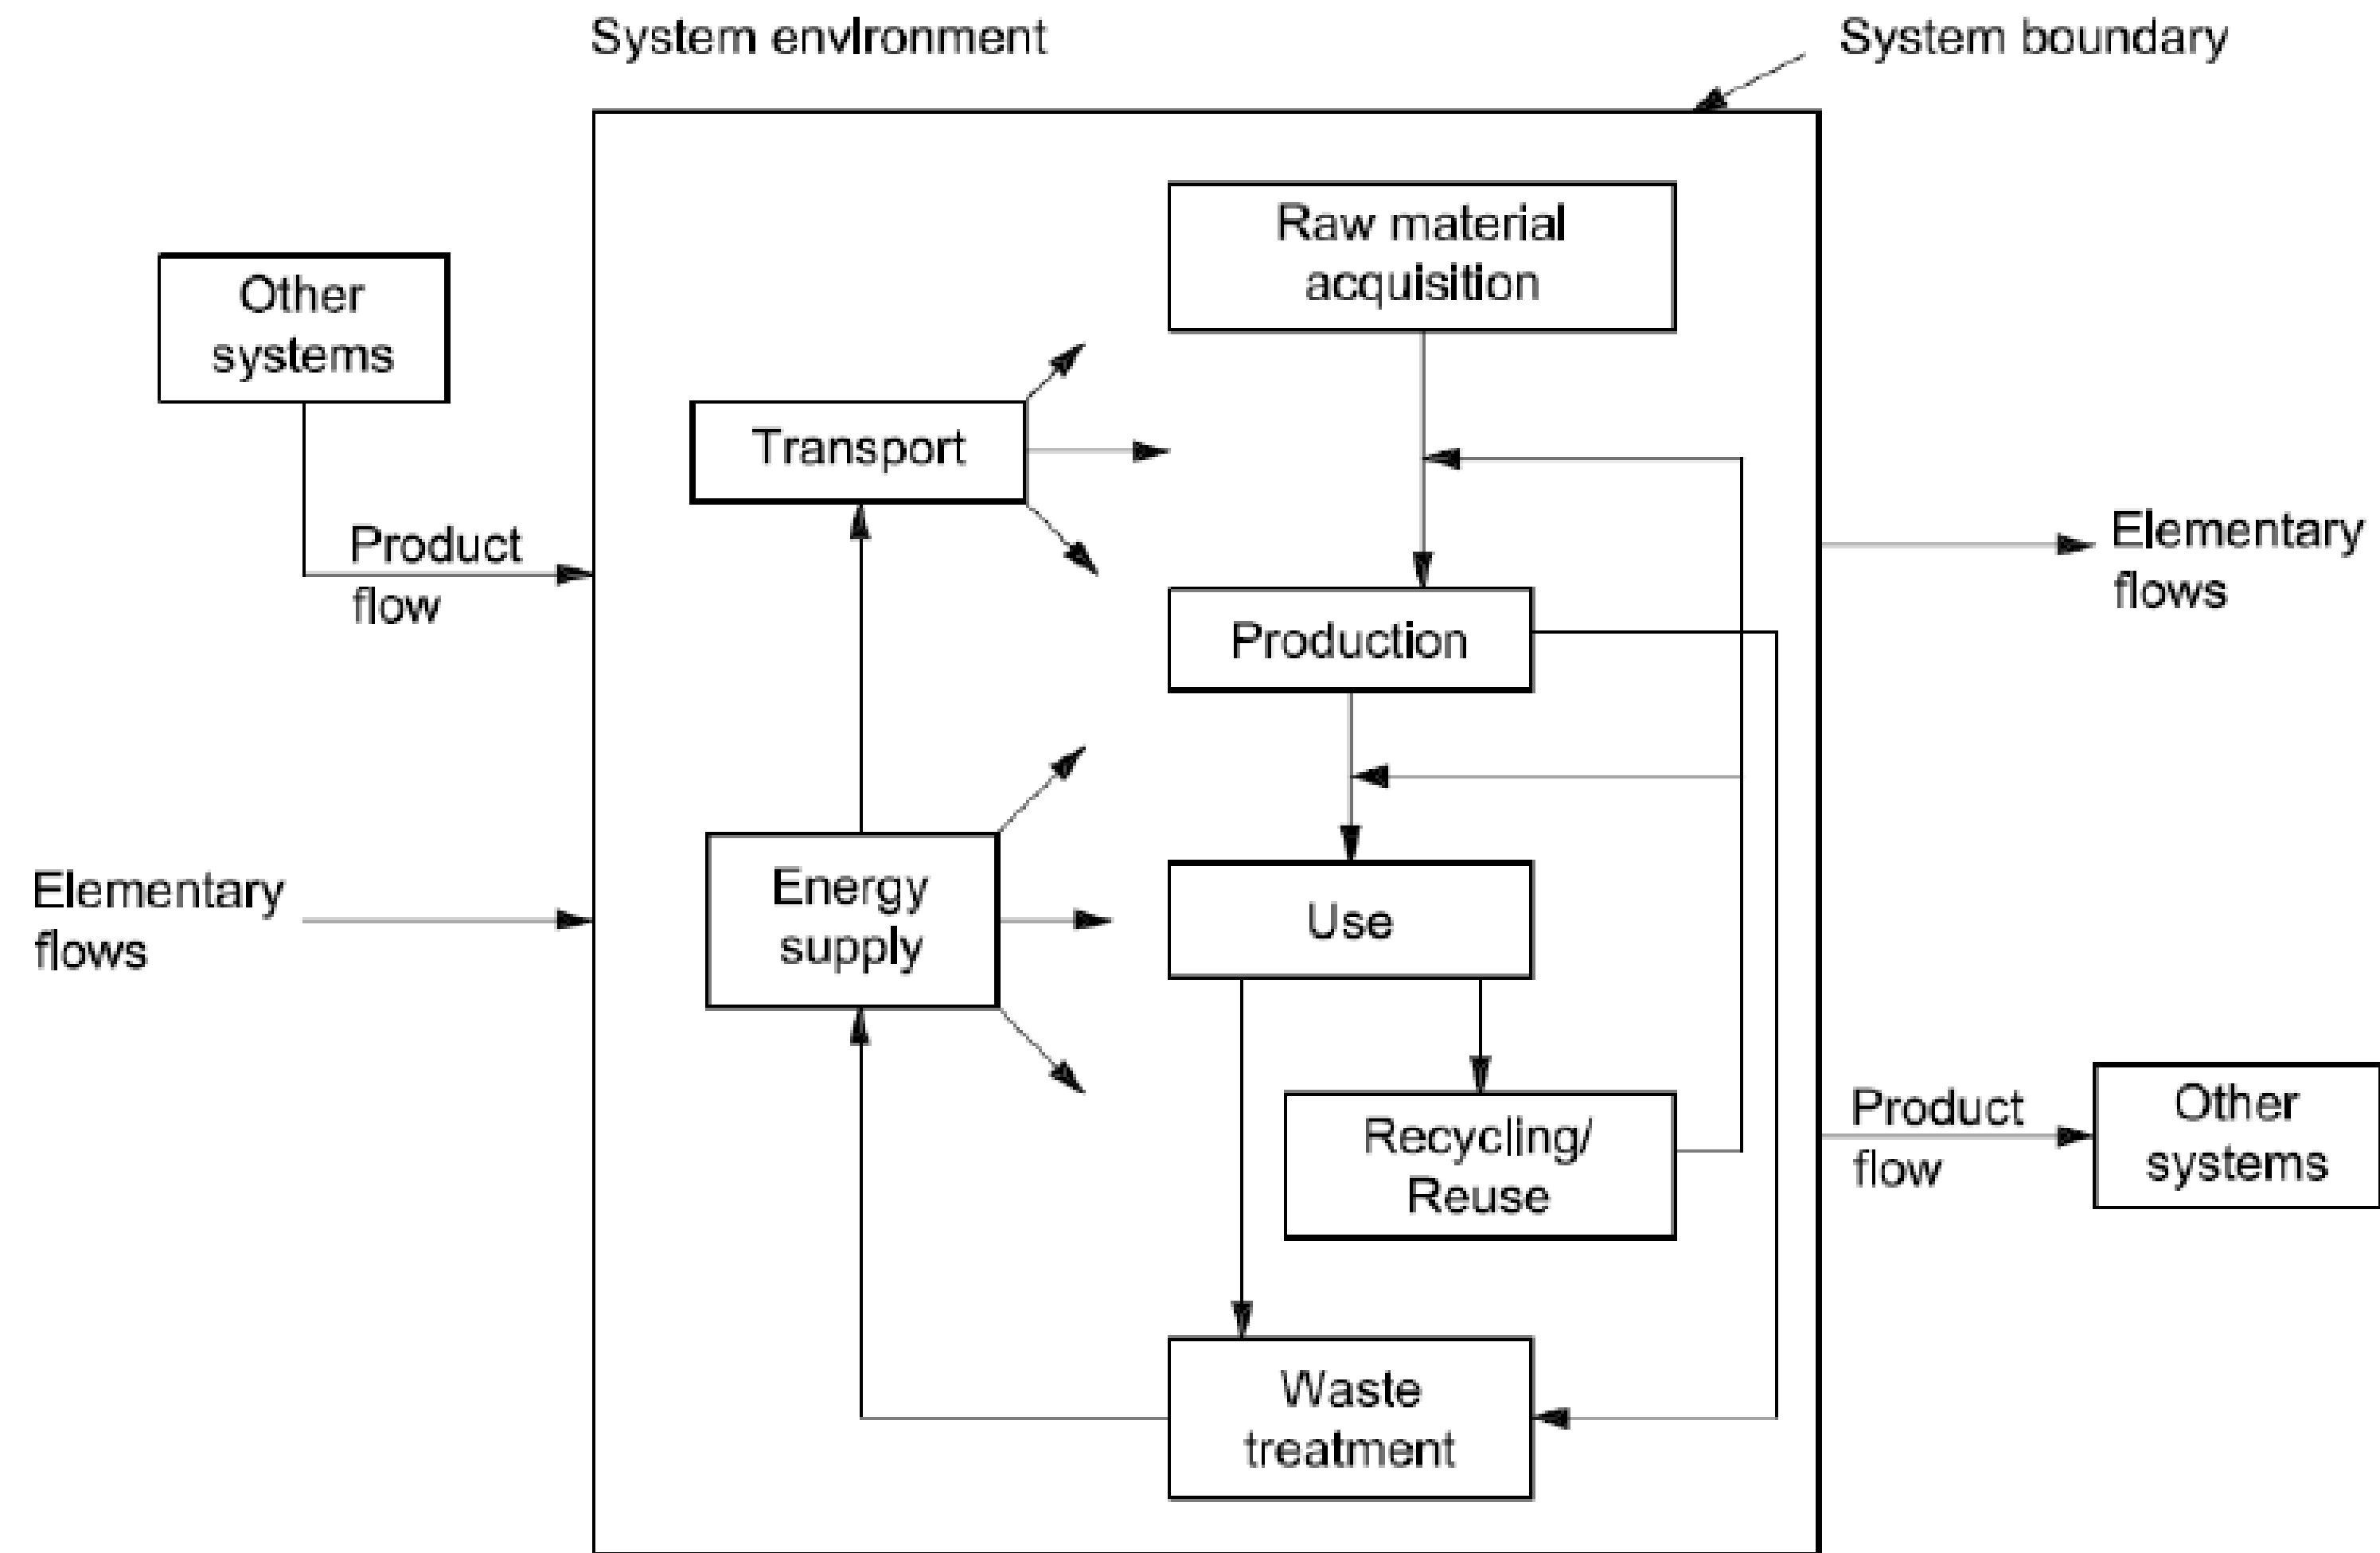 System environment
System boundary
Raw material
acquisition
Other
systems
Transport
Product
flow
Elementary
flows
Production
Energy
supply
Use
Elementary
flows
Recycling/
Reuse
Product
flow
Other
systems
Waste
treatment